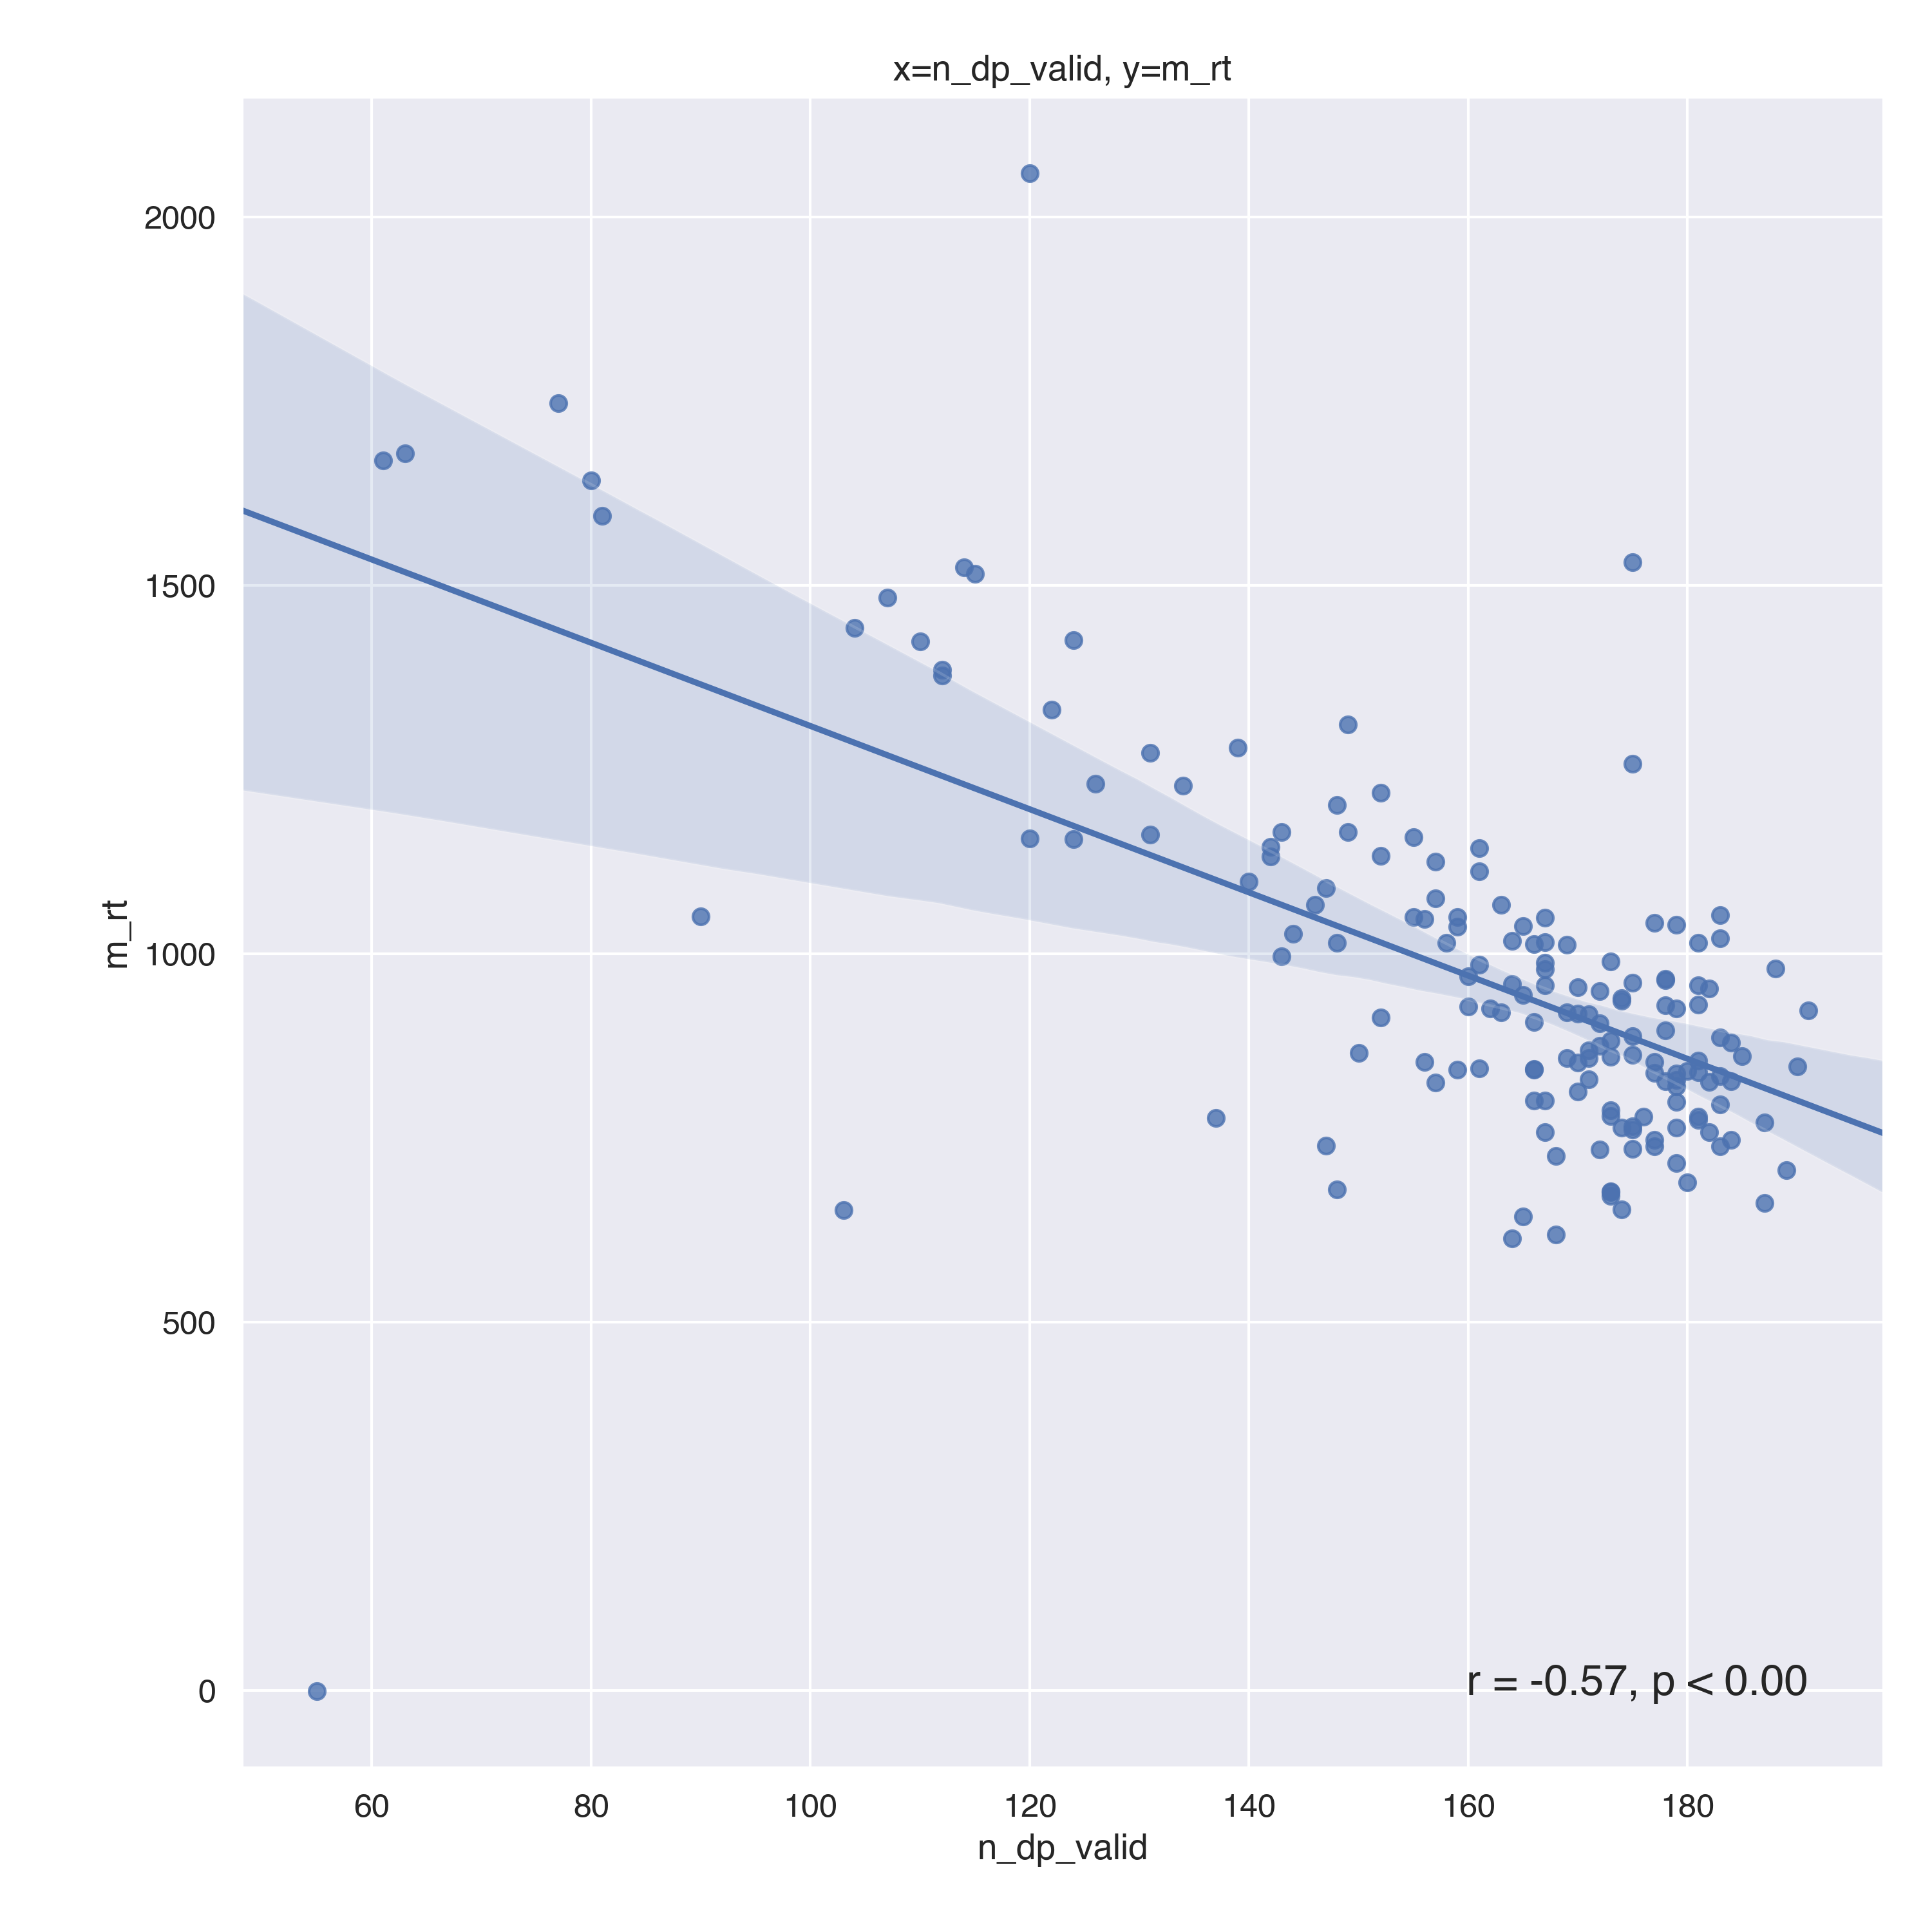 x=n_dp_valid, y=m_rt
2000
1500
1000
500
0
m_rt
r = -0.57, p < 0.00
60 80 100 120 140 160 180
n_dp_valid